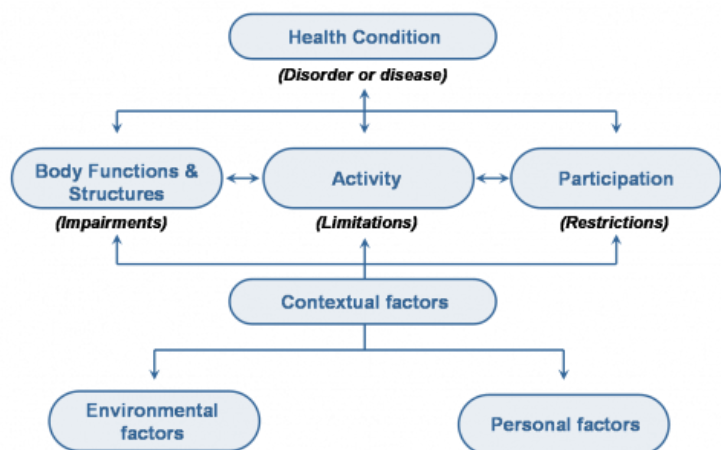 Health Condition
(Disorder or disease)
Body Functions &
Structures
(Impairments)
Activity
(Limitations)
Participation
(Restrictions)
Contextual factors
Environmental
factors
Personal factors